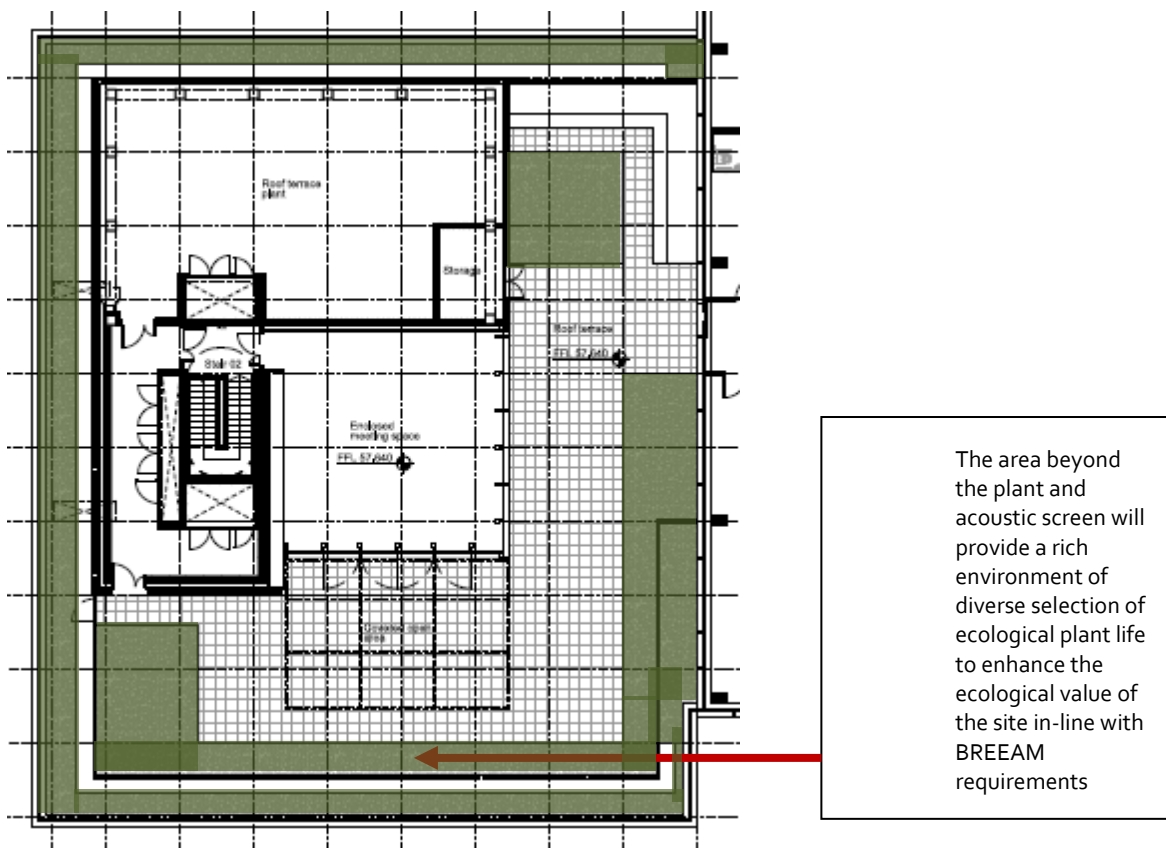 Roof terrace
plant
Storage
Roof terrace
FFL 57,640
Stair 02
Enclosed
meeting space
FFL 57,640
Covered open
area
The area beyond
the plant and
acoustic screen will
provide a rich
environment of
diverse selection of
ecological plant life
to enhance the
ecological value of
the site in-line with
BREEAM
requirements